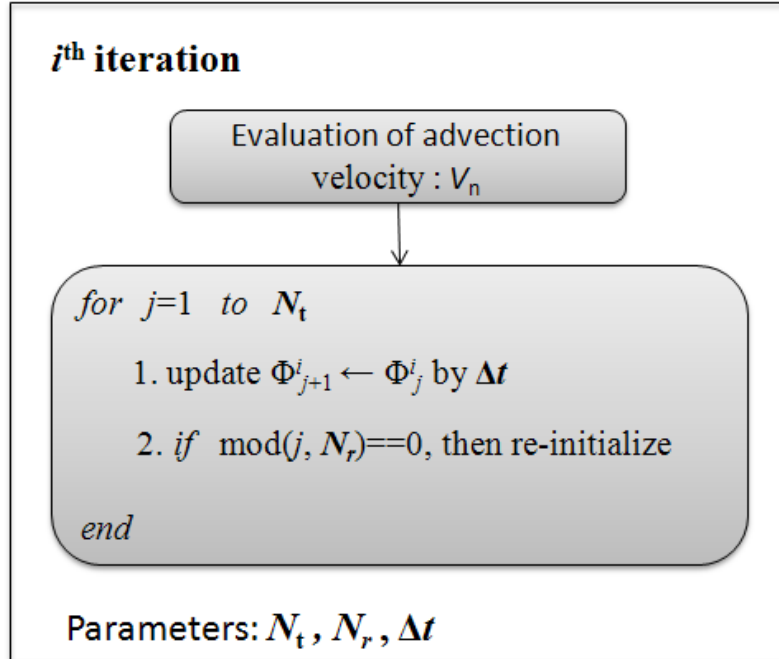 iᵗʰ iteration
Evaluation of advection
velocity : Vₙ
for j=1 to Nₜ
1. update Φⁱⱼ₊₁ ← Φⁱⱼ by Δt
2. if mod(j, Nᵣ)==0, then re-initialize
end
Parameters: Nₜ , Nᵣ , Δt